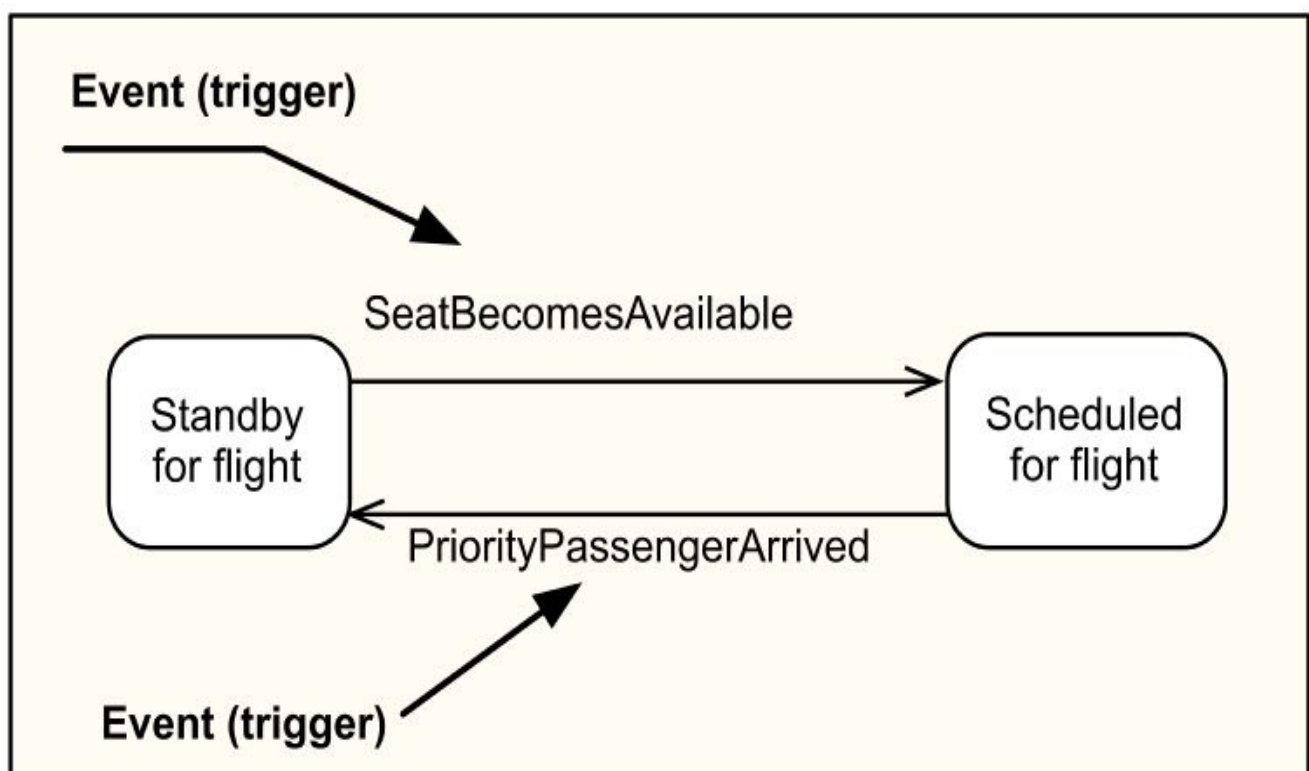 Event (trigger)
SeatBecomesAvailable
Standby
for flight
Scheduled
for flight
PriorityPassengerArrived
Event (trigger)